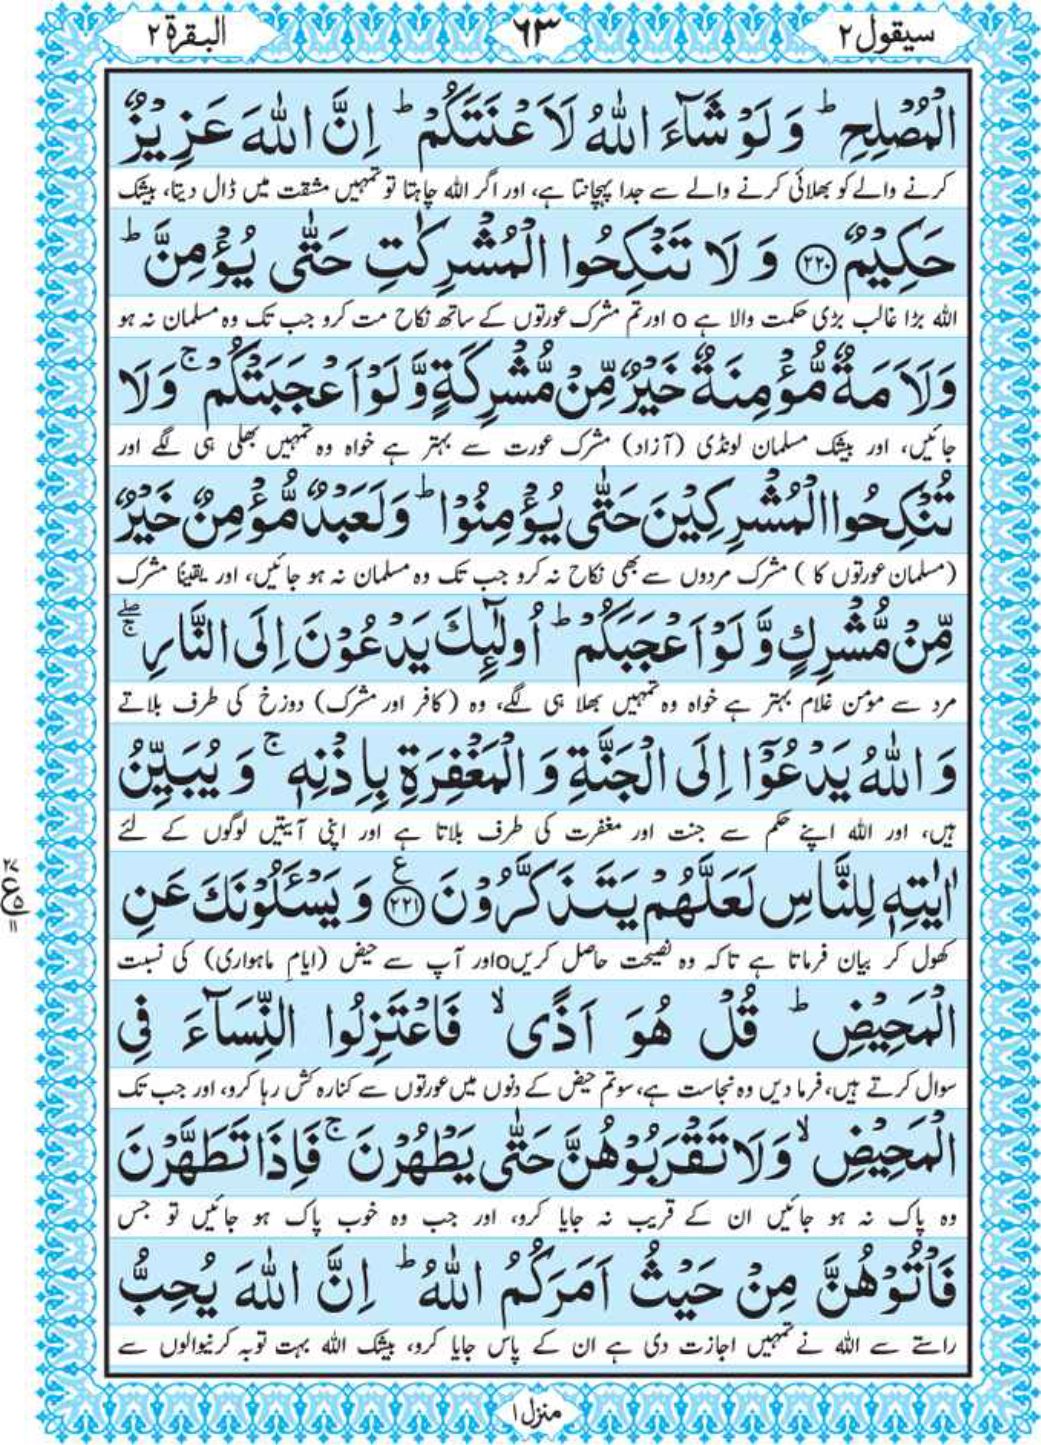 البقرة ٢
٦٣
سيقول ٢
الْمُصْلِحِ ؕ وَ لَوْ شَآءَ اللّٰهُ لَاَعْنَتَكُمْ ؕ اِنَّ اللّٰهَ عَزِيْزٌ
کرنے والے کو بھلائی کرنے والے سے جدا پہچانتا ہے، اور اگر اللہ چاہتا تو تمہیں مشقت میں ڈال دیتا، بیشک
حَكِيْمٌ ﴿۲۲۰﴾ وَ لَا تَنْكِحُوا الْمُشْرِكٰتِ حَتّٰى يُؤْمِنَّ ؕ
اللہ بڑا غالب بڑی حکمت والا ہے o اور تم مشرک عورتوں کے ساتھ نکاح مت کرو جب تک وہ مسلمان نہ ہو
وَلَاَمَةٌ مُّؤْمِنَةٌ خَيْرٌ مِّنْ مُّشْرِكَةٍ وَّ لَوْ اَعْجَبَتْكُمْ ۚ وَلَا
جائیں، اور بیشک مسلمان لونڈی (آزاد) مشرک عورت سے بہتر ہے خواہ وہ تمہیں بھلی ہی لگے اور
تُنْكِحُوا الْمُشْرِكِيْنَ حَتّٰى يُؤْمِنُوْا ؕ وَلَعَبْدٌ مُّؤْمِنٌ خَيْرٌ
(مسلمان عورتوں کا) مشرک مردوں سے بھی نکاح نہ کرو جب تک وہ مسلمان نہ ہو جائیں، اور یقیناً مشرک
مِّنْ مُّشْرِكٍ وَّ لَوْ اَعْجَبَكُمْ ؕ اُولٰٓئِكَ يَدْعُوْنَ اِلَى النَّارِ ۖۚ
مرد سے مؤمن غلام بہتر ہے خواہ وہ تمہیں بھلا ہی لگے، وہ (کافر اور مشرک) دوزخ کی طرف بلاتے
وَ اللّٰهُ يَدْعُوْۤا اِلَى الْجَنَّةِ وَ الْمَغْفِرَةِ بِاِذْنِهٖ ۚ وَ يُبَيِّنُ
ہیں، اور اللہ اپنے حکم سے جنت اور مغفرت کی طرف بلاتا ہے اور اپنی آیتیں لوگوں کے لئے
اٰيٰتِهٖ لِلنَّاسِ لَعَلَّهُمْ يَتَذَكَّرُوْنَ ﴿۲۲۱﴾ ع وَ يَسْـَٔلُوْنَكَ عَنِ
کھول کر بیان فرماتا ہے تاکہ وہ نصیحت حاصل کریںo اور آپ سے حیض (ایامِ ماہواری) کی نسبت
الْمَحِيْضِ ؕ قُلْ هُوَ اَذًى ۙ فَاعْتَزِلُوا النِّسَآءَ فِى
سوال کرتے ہیں، فرما دیں وہ نجاست ہے، سو تم حیض کے دنوں میں عورتوں سے کنارہ کش رہا کرو، اور جب تک
الْمَحِيْضِ ۙ وَلَا تَقْرَبُوْهُنَّ حَتّٰى يَطْهُرْنَ ۚ فَاِذَا تَطَهَّرْنَ
وہ پاک نہ ہو جائیں ان کے قریب نہ جایا کرو، اور جب وہ خوب پاک ہو جائیں تو جس
فَاْتُوْهُنَّ مِنْ حَيْثُ اَمَرَكُمُ اللّٰهُ ؕ اِنَّ اللّٰهَ يُحِبُّ
راستے سے اللہ نے تمہیں اجازت دی ہے ان کے پاس جایا کرو، بیشک اللہ بہت توبہ کرنیوالوں سے
٢٧
ع ٥
١١
منزل ١